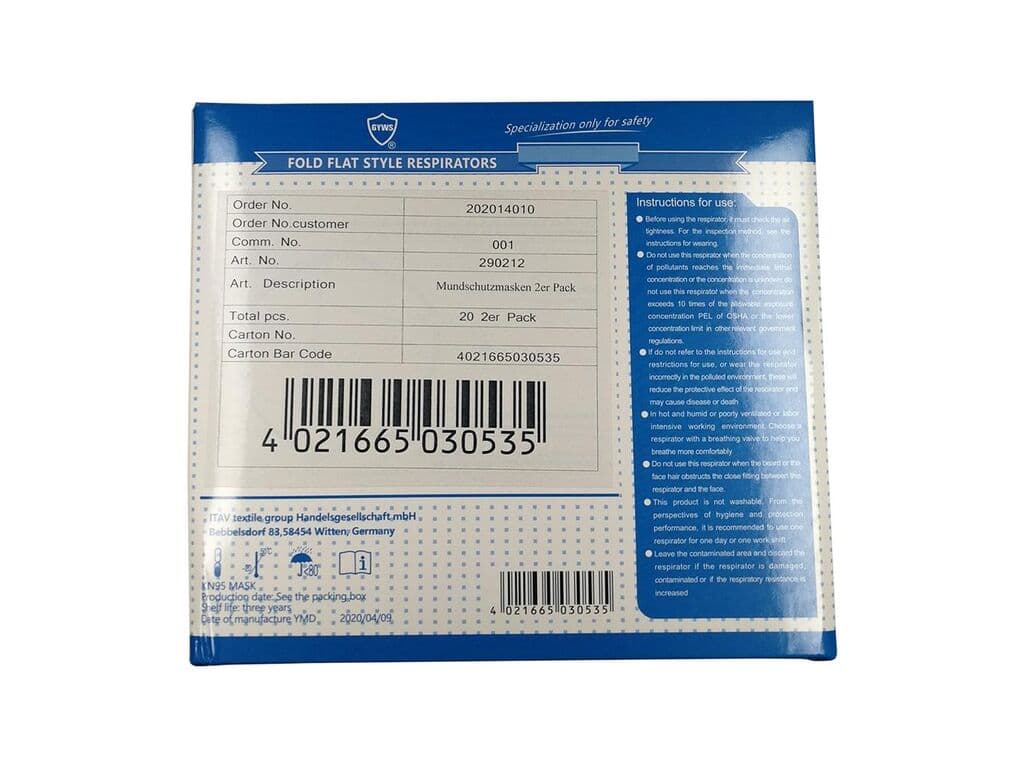 GYWS
®
Specialization only for safety
FOLD FLAT STYLE RESPIRATORS
Order No. 202014010
Order No.customer
Comm. No. 001
Art. No. 290212
Art. Description Mundschutzmasken 2er Pack
Total pcs. 20 2er Pack
Carton No.
Carton Bar Code 4021665030535
4 021665 030535
ITAV textile group Handelsgesellschaft mbH
Bebbelsdorf 83,58454 Witten, Germany
KN95 MASK
Production date: See the packing box
Shelf life: three years
Date of manufacture YMD 2020/04/09
4 021665 030535
Instructions for use:
Before using the respirator, it must check the air
tightness. For the inspection method, see the
instructions for wearing.
Do not use this respirator when the concentration
of pollutants reaches the immediate lethal
concentration or the concentration is unknown; do
not use this respirator when the concentration
exceeds 10 times of the allowable exposure
concentration PEL of OSHA or the lower
concentration limit in other relevant government
regulations.
If do not refer to the instructions for use and
restrictions for use, or wear the respirator
incorrectly in the polluted environment, these will
reduce the protective effect of the respirator and
may cause disease or death
In hot and humid or poorly ventilated or labor
intensive working environment. Choose a
respirator with a breathing valve to help you
breathe more comfortably
Do not use this respirator when the beard or the
face hair obstructs the close fitting between this
respirator and the face.
This product is not washable. From the
perspectives of hygiene and protection
performance, it is recommended to use one
respirator for one day or one work shift
Leave the contaminated area and discard the
respirator if the respirator is damaged,
contaminated or if the respiratory resistance is
increased